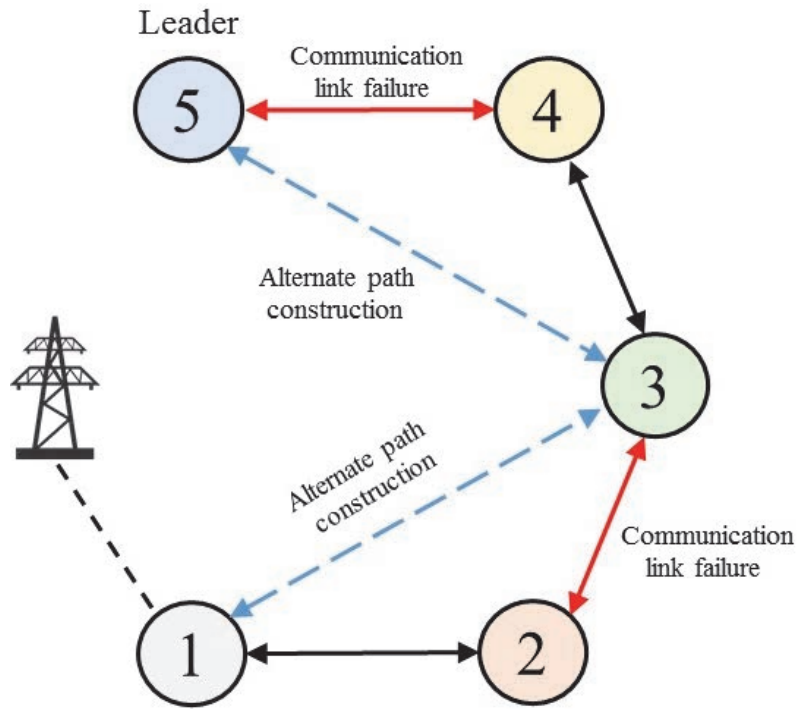 Leader
5
Communication
link failure
4
Alternate path
construction
3
Alternate path
construction
Communication
link failure
1
2